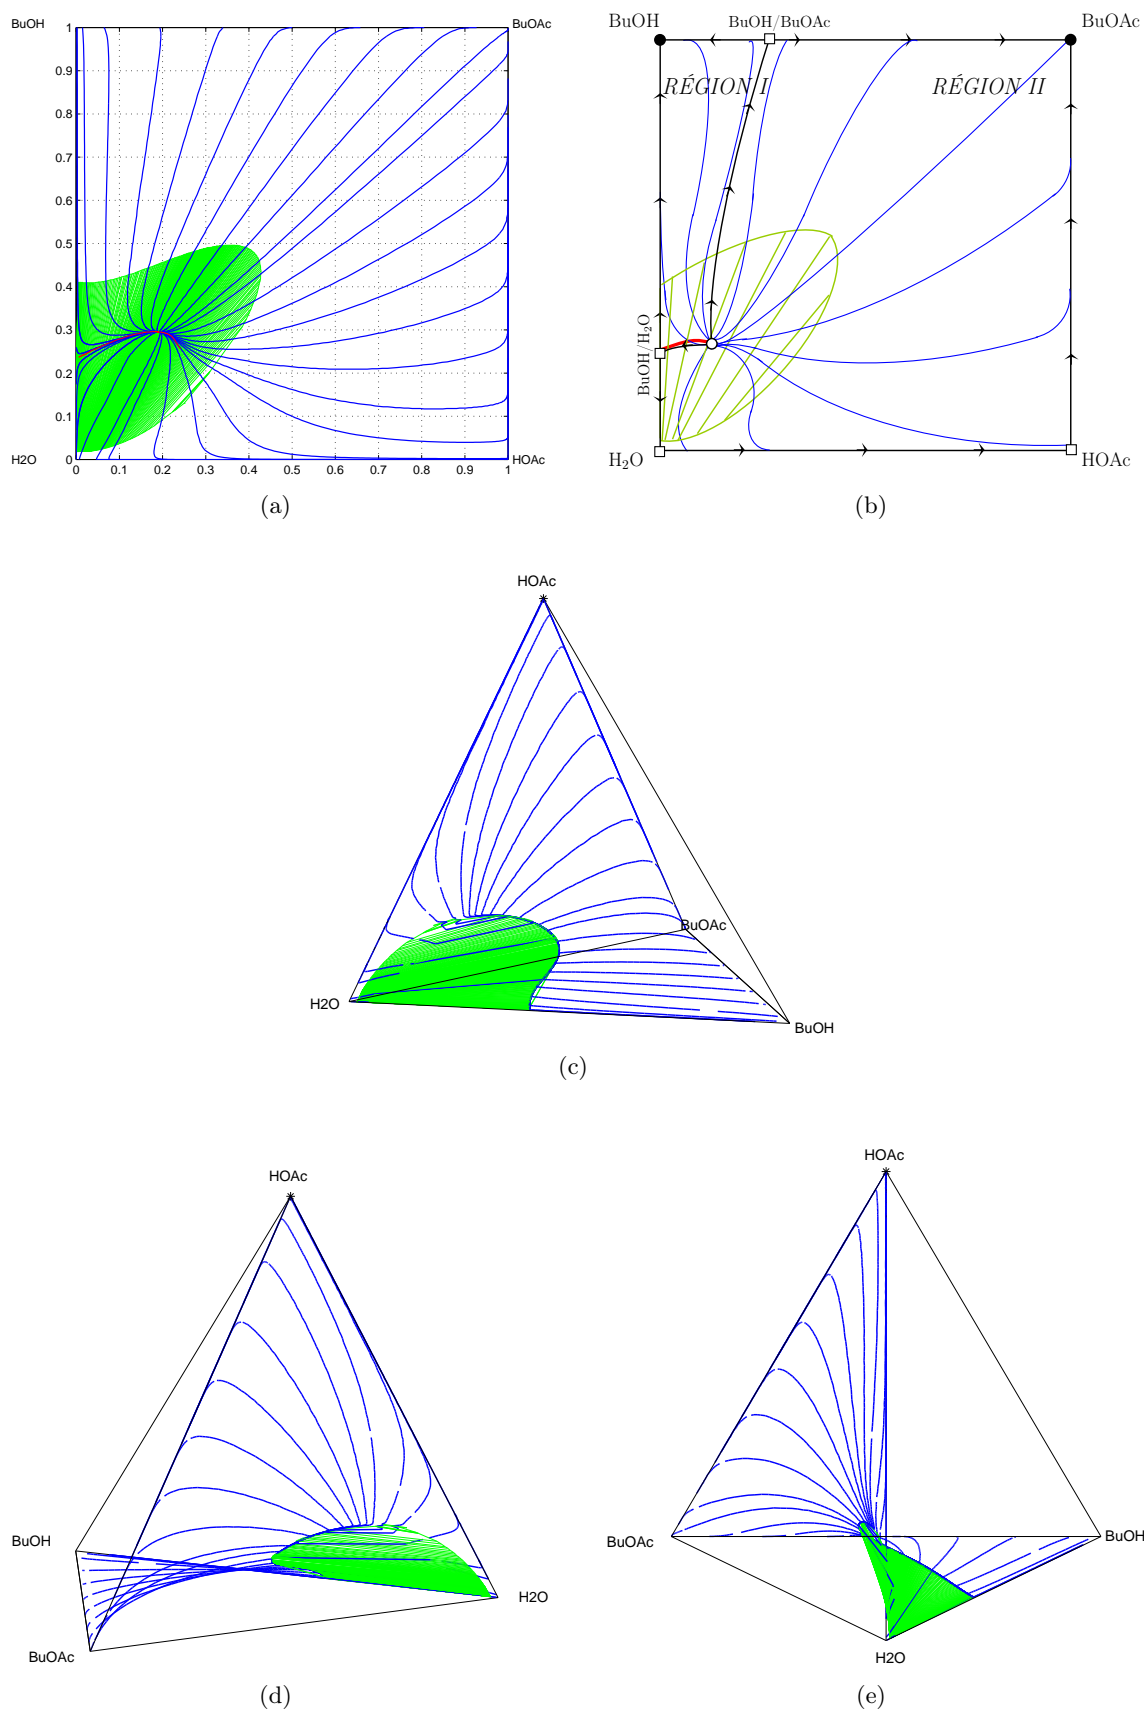 BuOH
BuOAc
1
0.9
0.8
0.7
0.6
0.5
0.4
0.3
0.2
0.1
0
H2O
0 0.1 0.2 0.3 0.4 0.5 0.6 0.7 0.8 0.9 1
HOAc
(a)
BuOH
BuOH/BuOAc
BuOAc
RÉGION I
RÉGION II
BuOH/H2O
H2O
HOAc
(b)
HOAc
BuOAc
H2O
BuOH
(c)
HOAc
BuOH
H2O
BuOAc
(d)
HOAc
BuOAc
BuOH
H2O
(e)